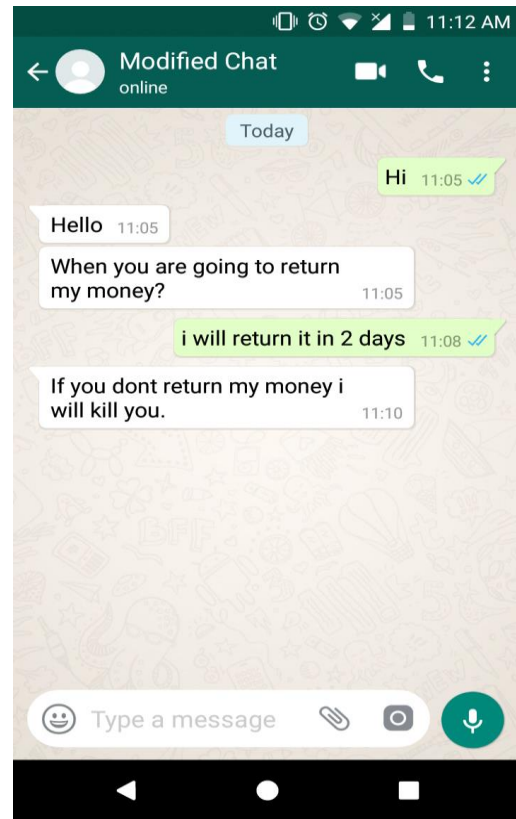 11:12 AM
Modified Chat
online
Today
Hi 11:05
Hello 11:05
When you are going to return
my money? 11:05
i will return it in 2 days 11:08
If you dont return my money i
will kill you. 11:10
BFF
Type a message